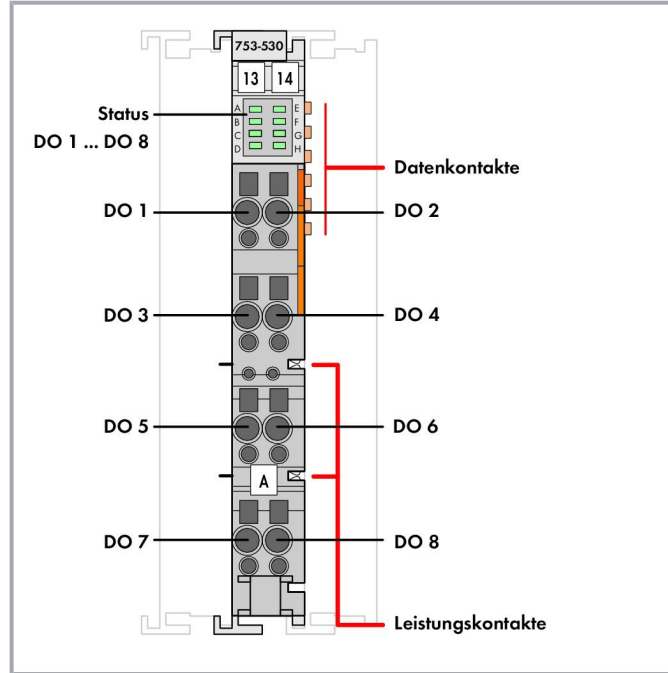 753-530
13 14
Status
DO 1 ... DO 8
A E
B F
C G
D H
Datenkontakte
DO 1 DO 2
DO 3 DO 4
DO 5 DO 6
A
DO 7 DO 8
Leistungskontakte